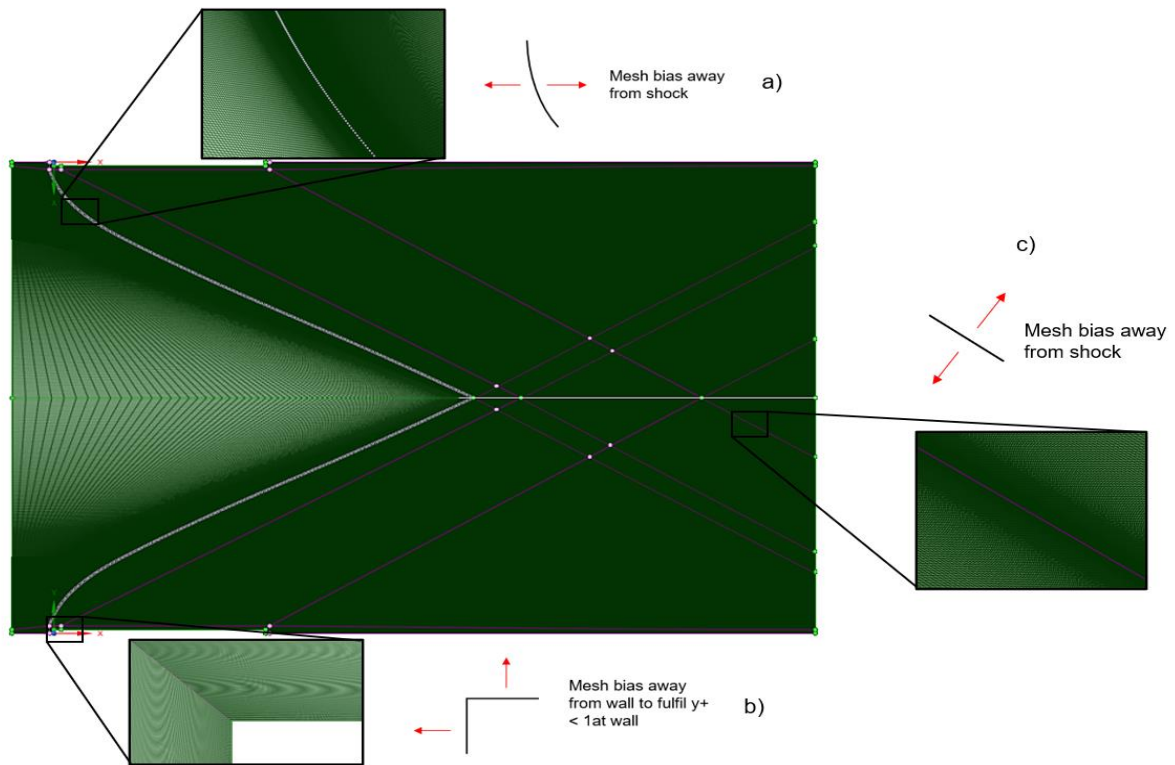 Mesh bias away
from shock
a)
x
c)
Mesh bias away
from shock
x
Mesh bias away
from wall to fulfil y+
< 1at wall
b)